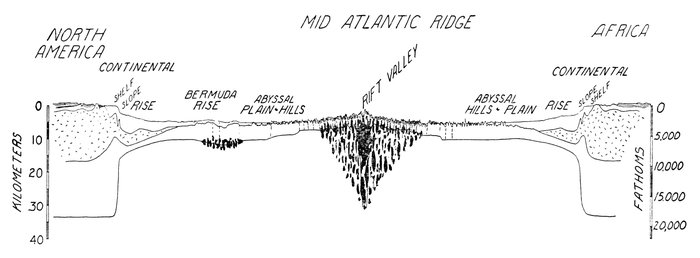 MID ATLANTIC RIDGE
NORTH
AMERICA
AFRICA
CONTINENTAL
SHELF
SLOPE
RISE
BERMUDA
RISE
ABYSSAL
PLAIN-HILLS
RIFT VALLEY
ABYSSAL
HILLS - PLAIN
CONTINENTAL
RISE
SLOPE
SHELF
KILOMETERS
0
10
20
30
40
FATHOMS
0
5,000
10,000
15,000
20,000